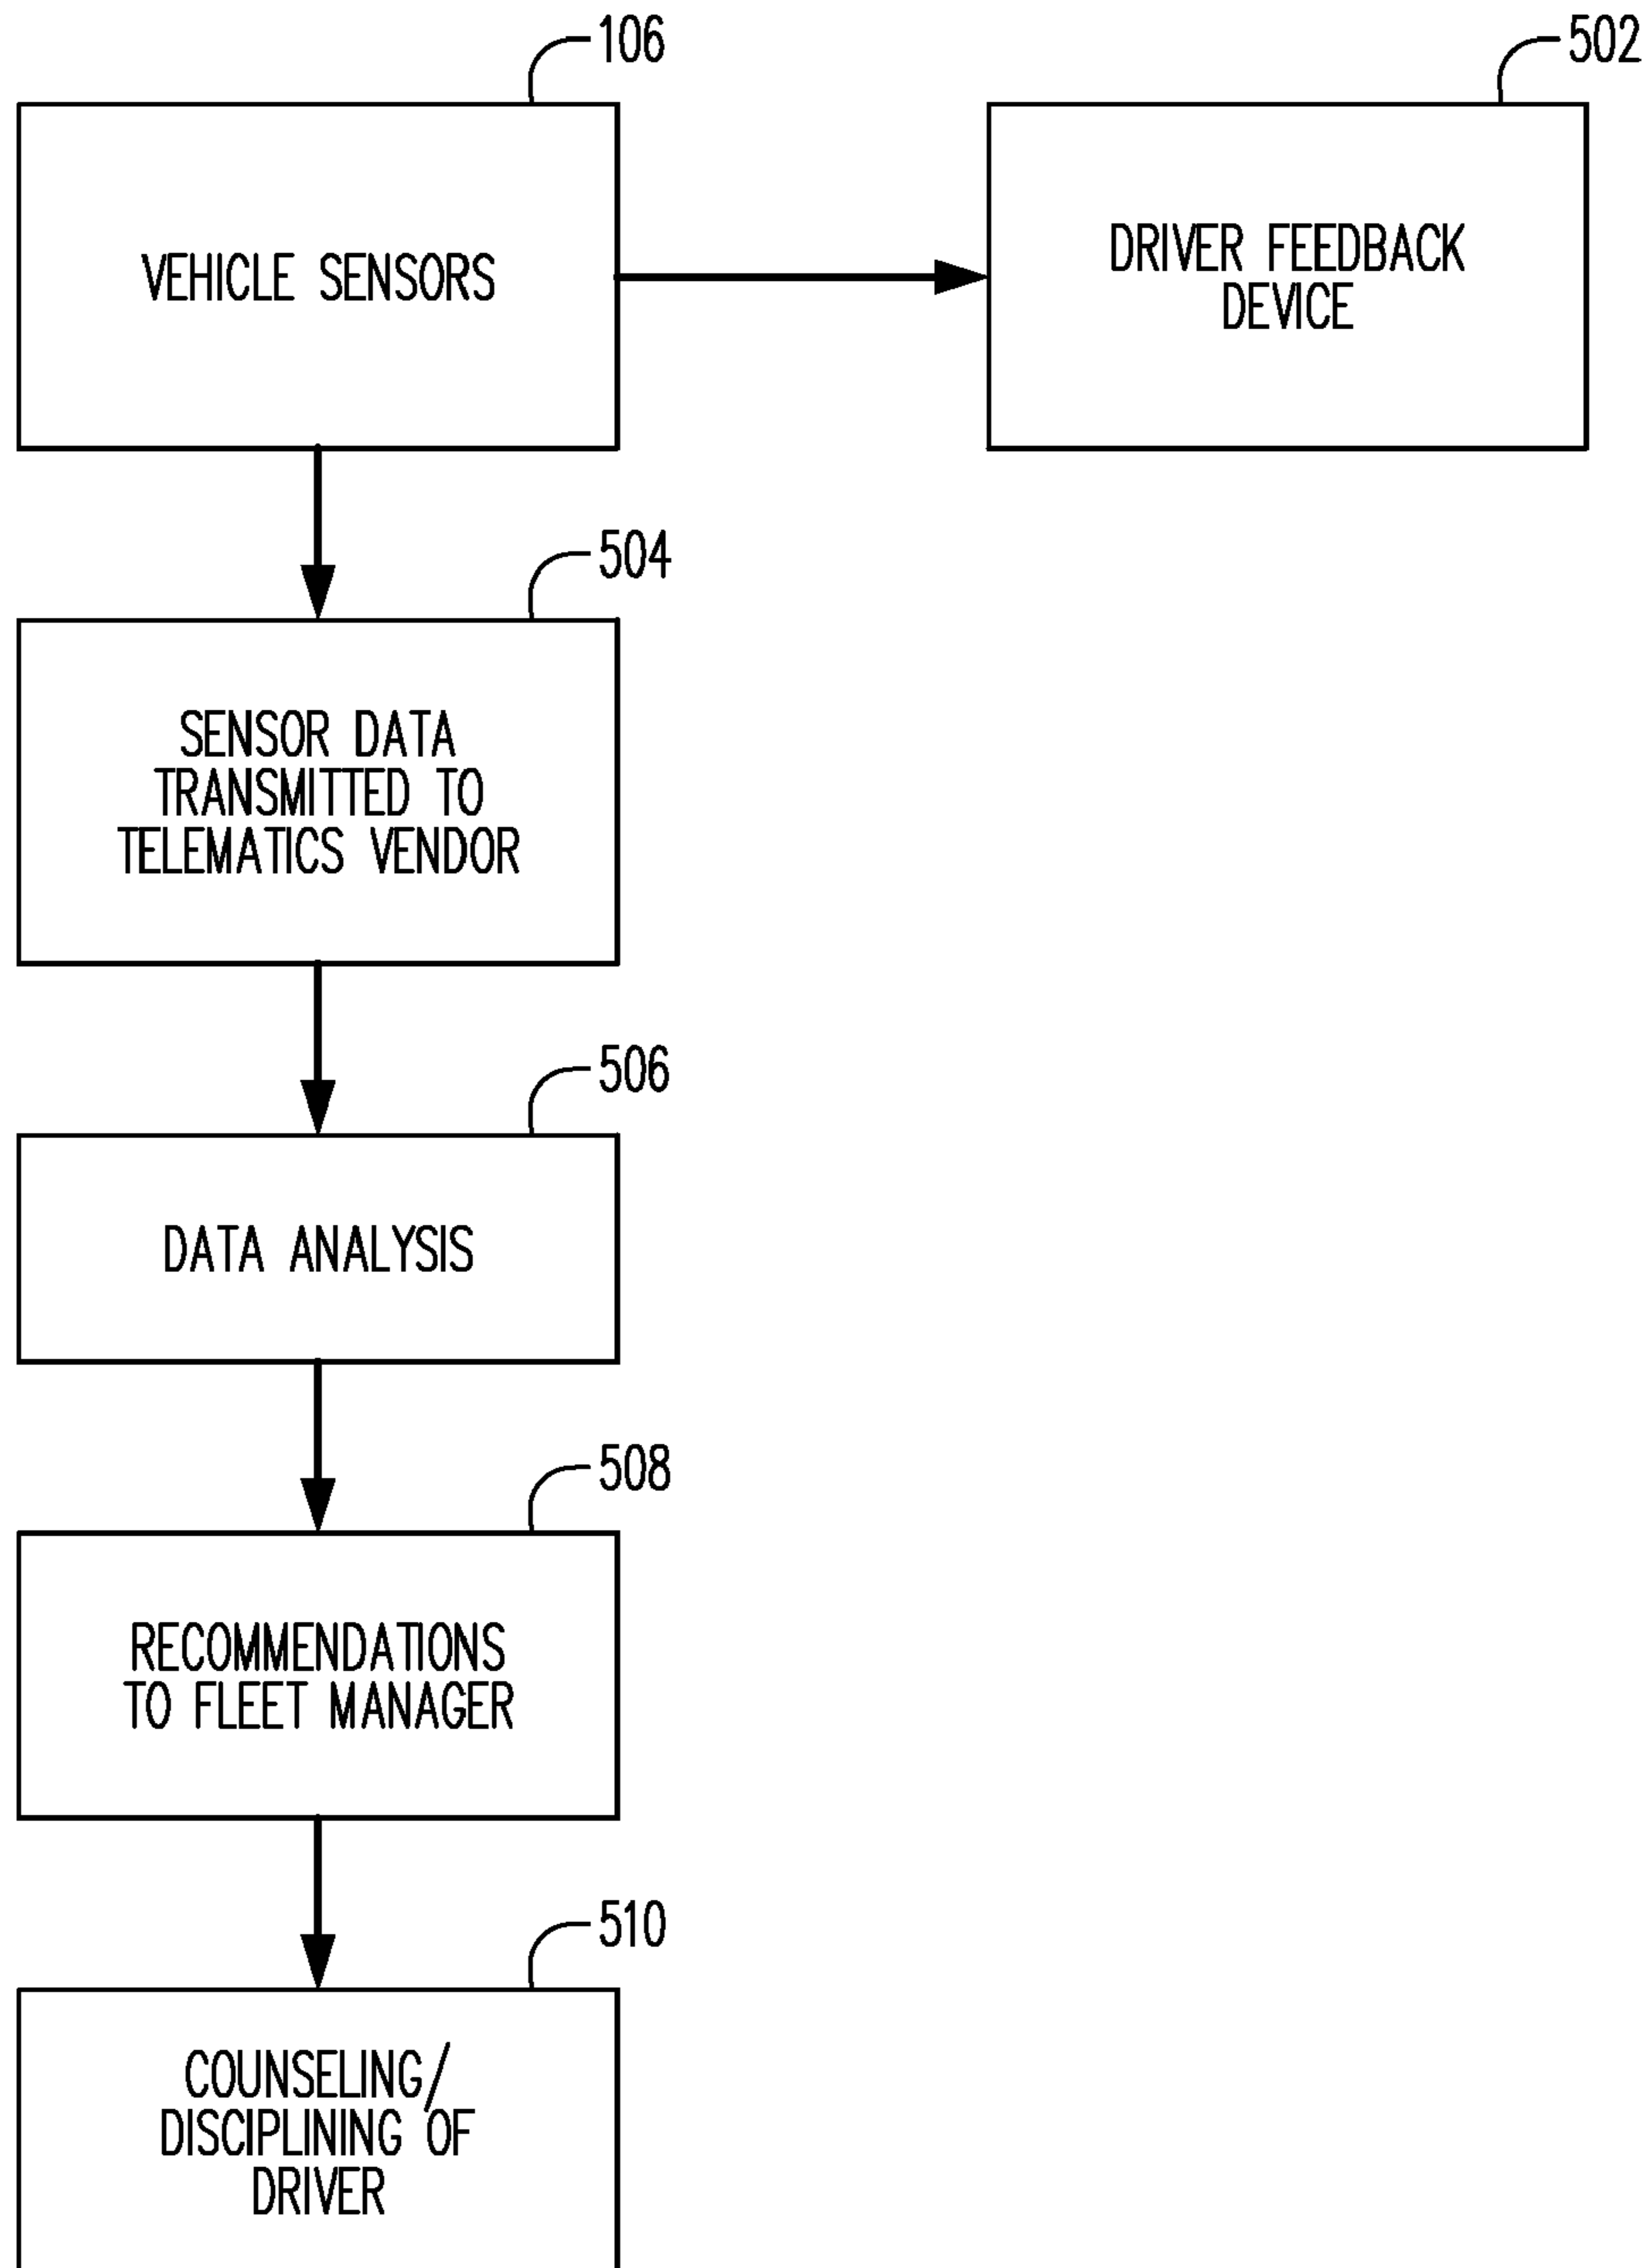 106
502
VEHICLE SENSORS
DRIVER FEEDBACK
DEVICE
504
SENSOR DATA
TRANSMITTED TO
TELEMATICS VENDOR
506
DATA ANALYSIS
508
RECOMMENDATIONS
TO FLEET MANAGER
510
COUNSELING/
DISCIPLINING OF
DRIVER